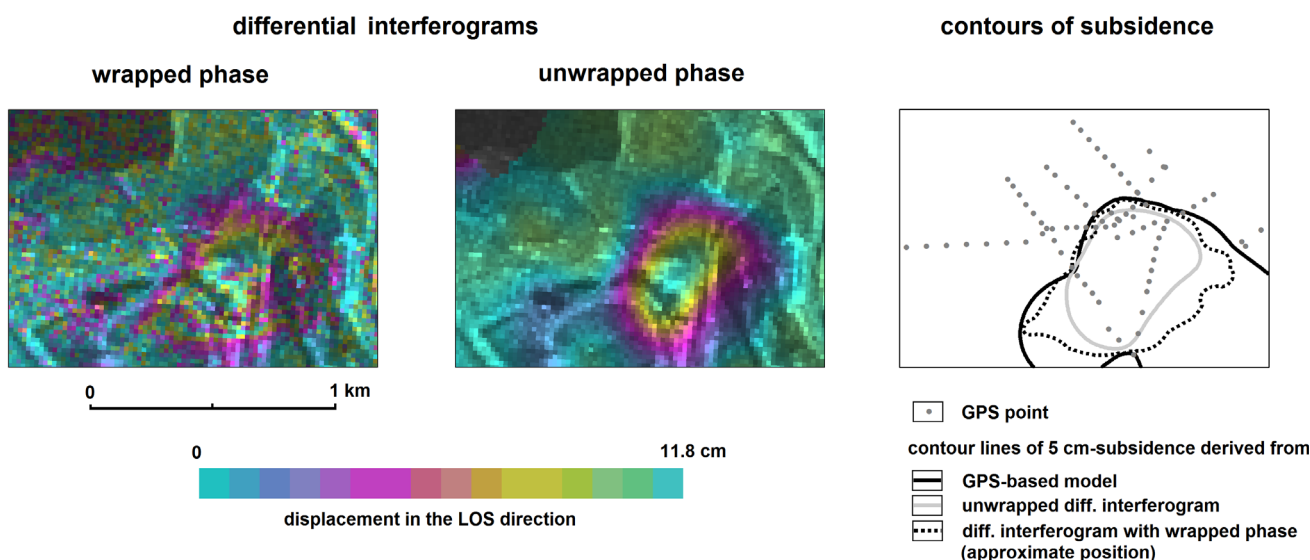 differential interferograms
contours of subsidence
wrapped phase
unwrapped phase
0
1 km
0
11.8 cm
displacement in the LOS direction
GPS point
contour lines of 5 cm-subsidence derived from
GPS-based model
unwrapped diff. interferogram
diff. interferogram with wrapped phase
(approximate position)